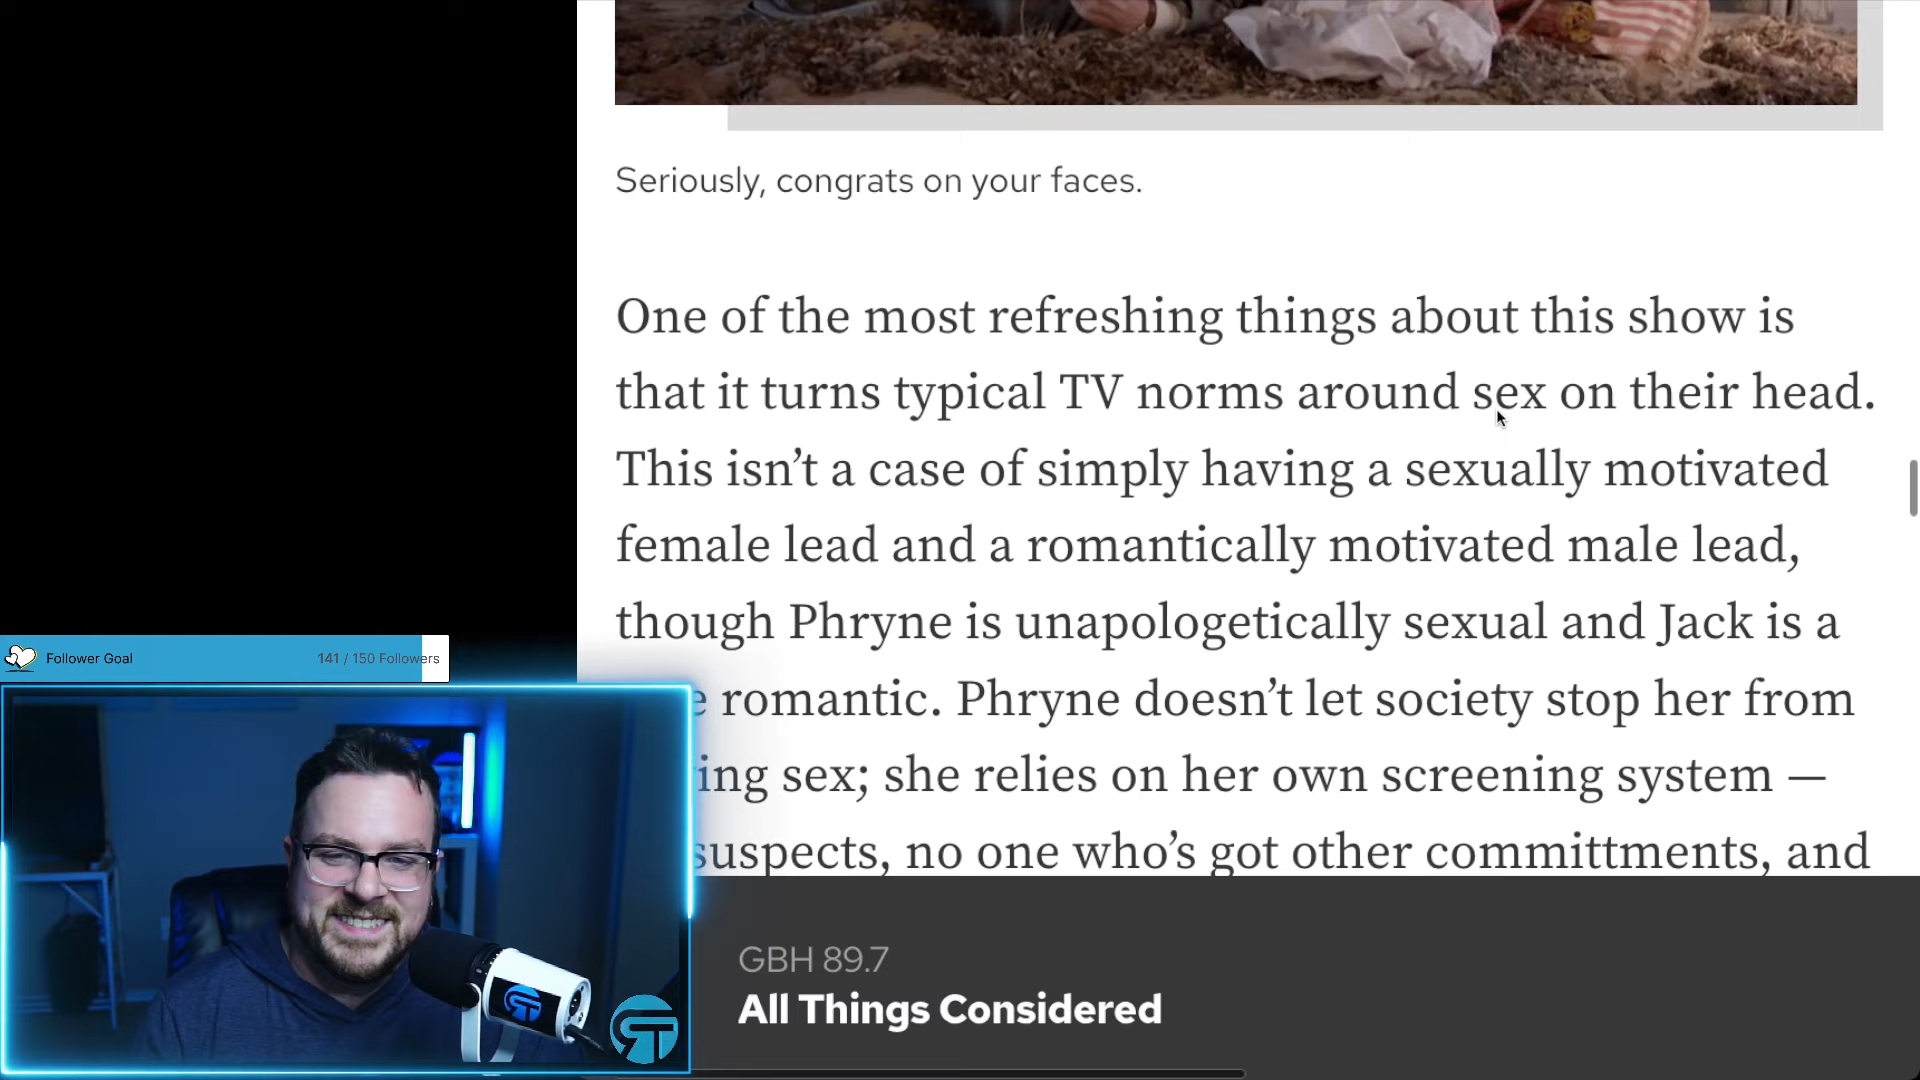 Seriously, congrats on your faces.
One of the most refreshing things about this show is
that it turns typical TV norms around sex on their head.
This isn’t a case of simply having a sexually motivated
female lead and a romantically motivated male lead,
though Phryne is unapologetically sexual and Jack is a
romantic. Phryne doesn’t let society stop her from
sex; she relies on her own screening system —
suspects, no one who’s got other committments, and
Follower Goal
141 / 150 Followers
GBH 89.7
All Things Considered